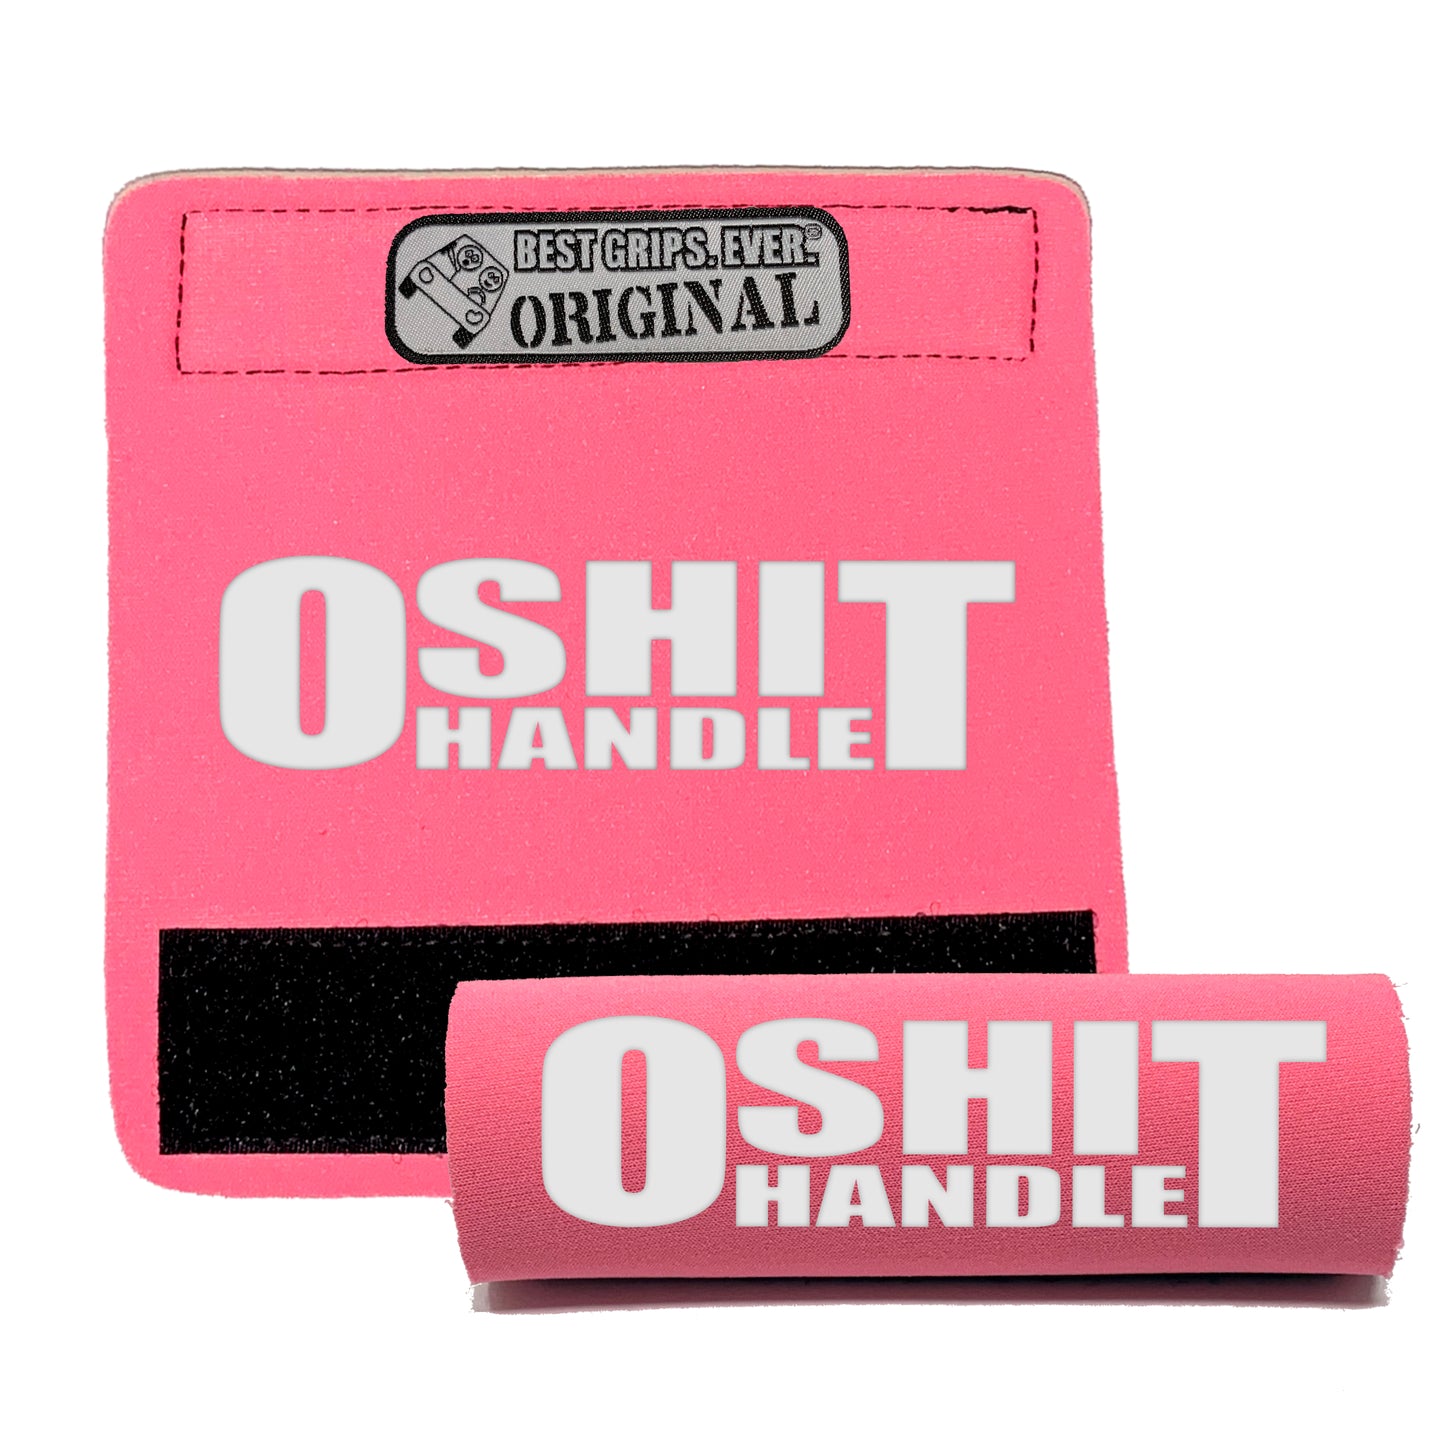 BEST GRIPS. EVER.®
ORIGINAL
OSHIT
HANDLE
OSHIT
HANDLE